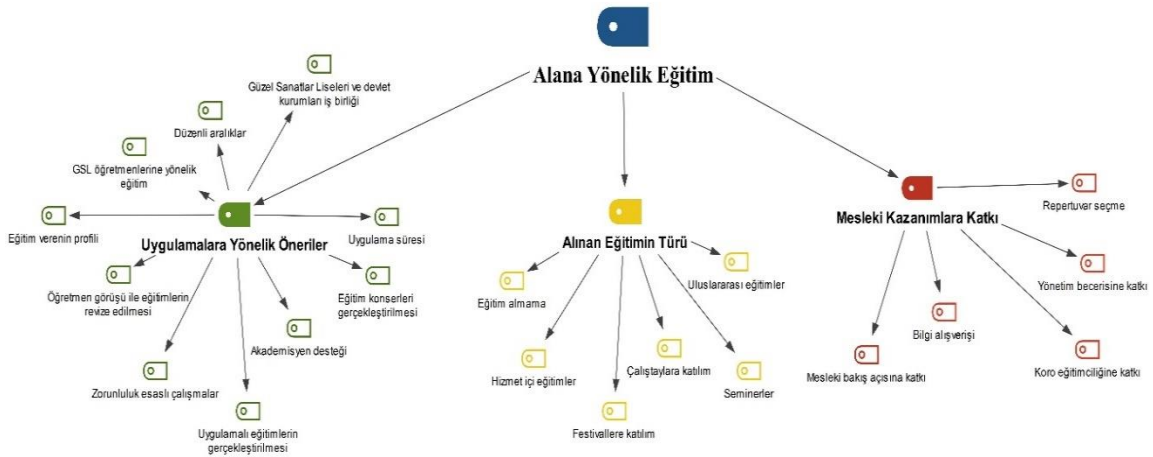 Alana Yönelik Eğitim
Güzel Sanatlar Liseleri ve devlet
kurumları iş birliği
Düzenli aralıklar
GSL öğretmenlerine yönelik
eğitim
Eğitim verenin profili
Uygulamalara Yönelik Öneriler
Uygulama süresi
Öğretmen görüşü ile eğitimlerin
revize edilmesi
Eğitim konserleri
gerçekleştirilmesi
Akademisyen desteği
Zorunluluk esaslı çalışmalar
Uygulamalı eğitimlerin
gerçekleştirilmesi
Alınan Eğitimin Türü
Eğitim almama
Uluslararası eğitimler
Hizmet içi eğitimler
Çalıştaylara katılım
Seminerler
Festivallere katılım
Mesleki Kazanımlara Katkı
Repertuvar seçme
Yönetim becerisine katkı
Bilgi alışverişi
Mesleki bakış açısına katkı
Koro eğitimciliğine katkı